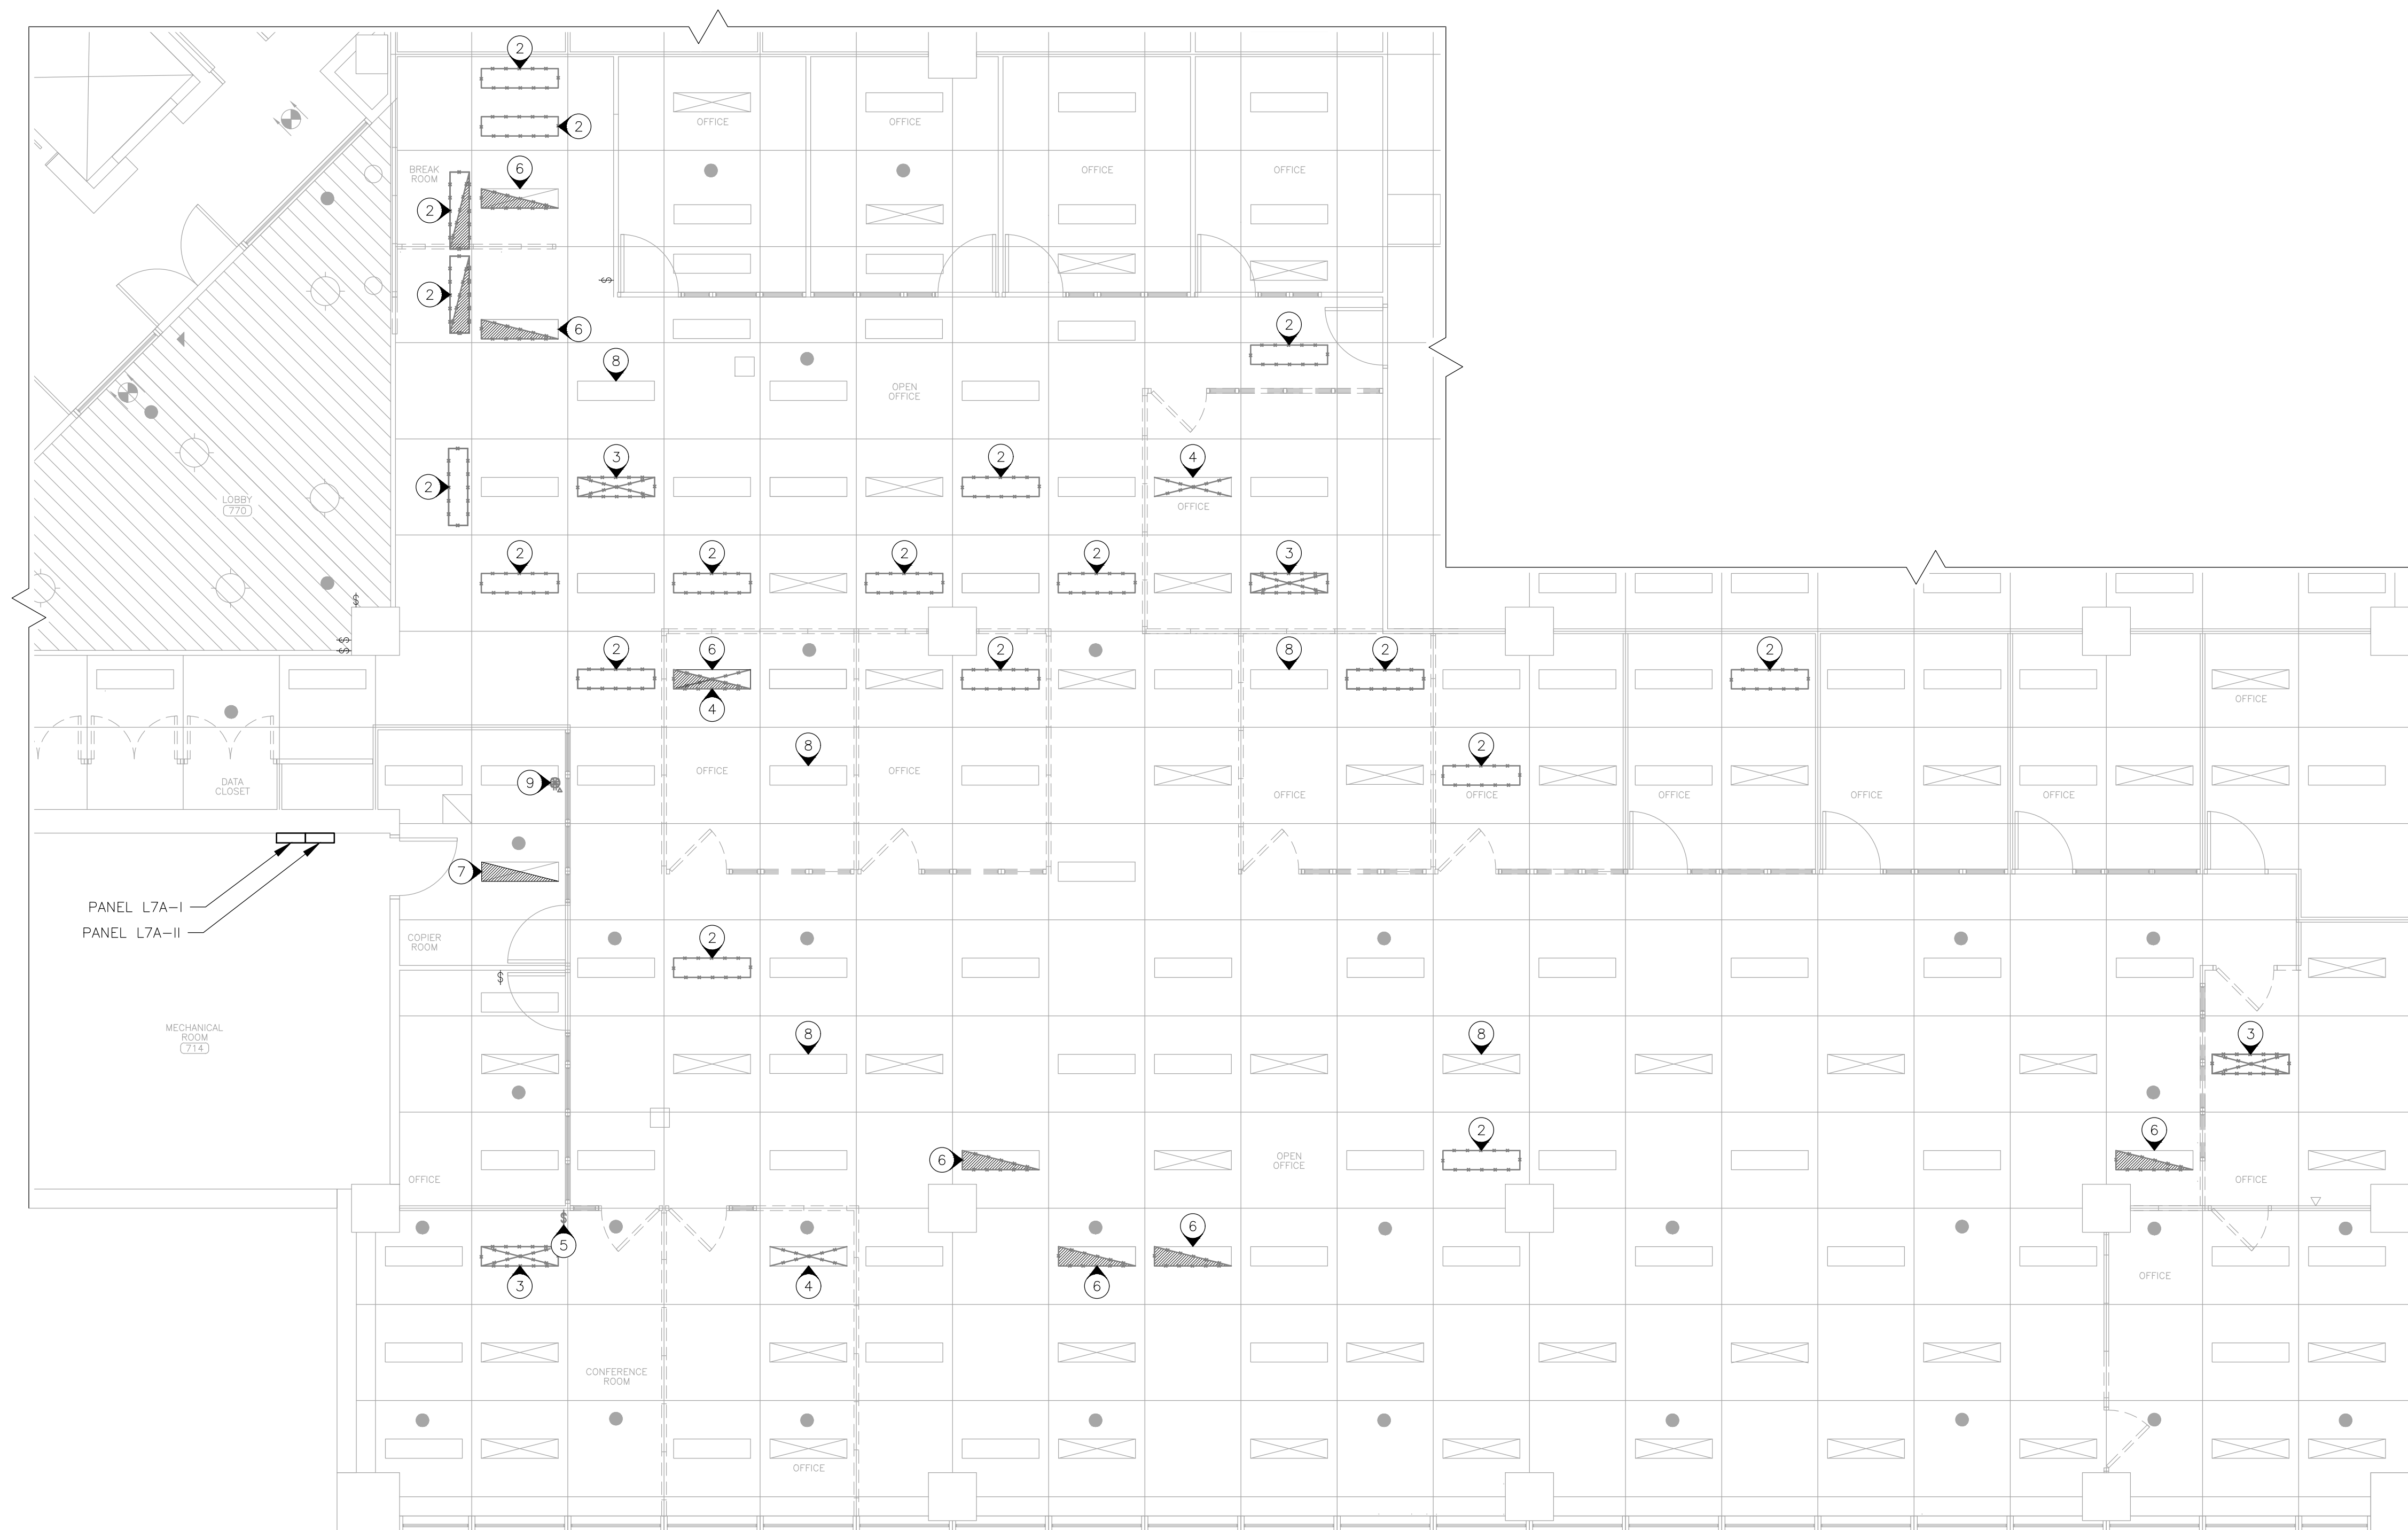 2
2
OFFICE
OFFICE
6
BREAK
ROOM
OFFICE
OFFICE
2
$
2
6
2
8
OPEN
OFFICE
3
2
4
2
LOBBY
770
OFFICE
2
2
2
2
3
$
$
$
2
6
2
8
2
2
4
OFFICE
8
2
OFFICE
OFFICE
9
DATA
CLOSET
OFFICE
OFFICE
OFFICE
OFFICE
OFFICE
7
PANEL L7A-I
PANEL L7A-II
COPIER
ROOM
2
$
MECHANICAL
ROOM
714
8
8
3
2
6
6
OPEN
OFFICE
OFFICE
OFFICE
$
5
6
3
4
6
OFFICE
CONFERENCE
ROOM
OFFICE